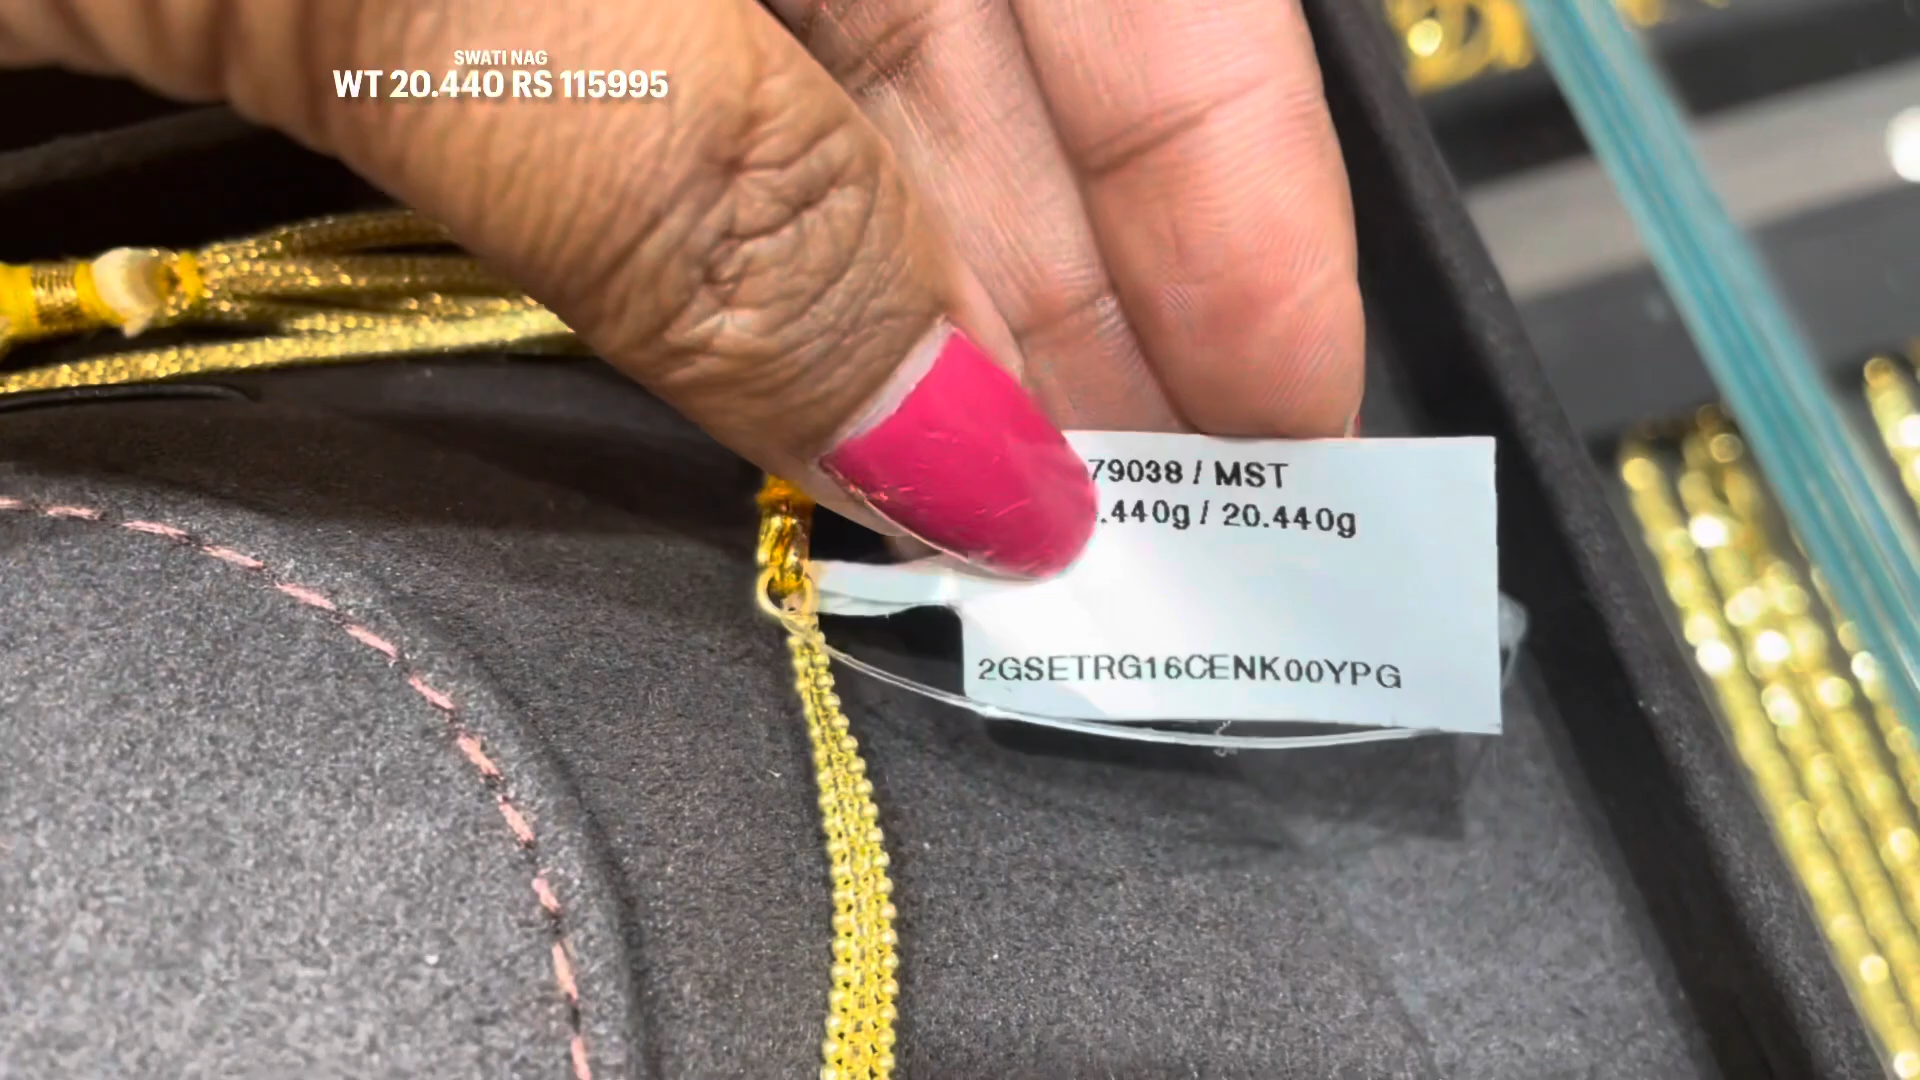 SWATI NAG
WT 20.440 RS 115995
79038 / MST
.440g / 20.440g
2GSETRG16CENK00YPG